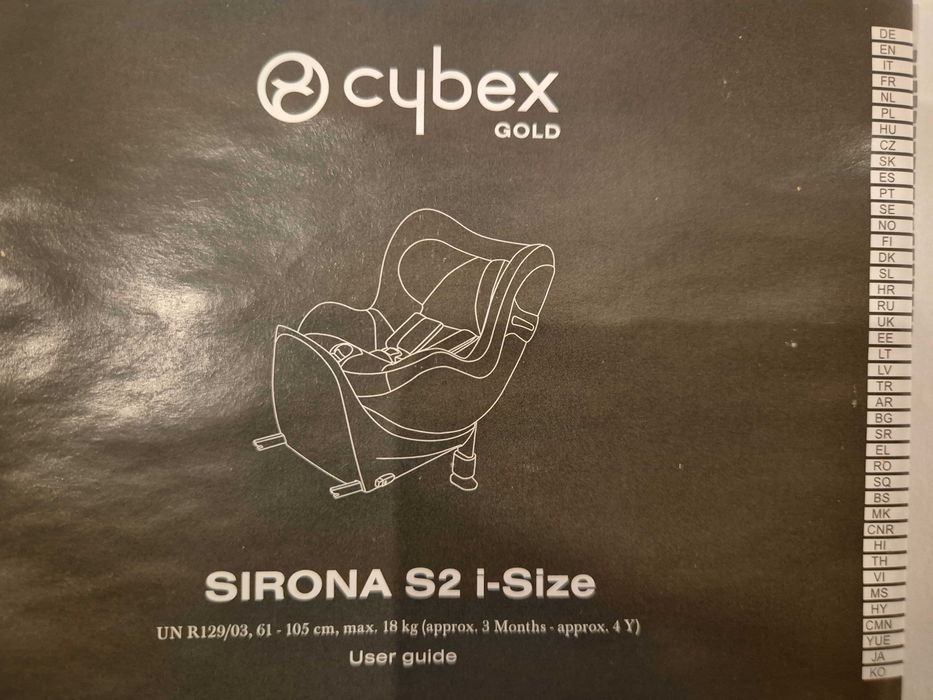 cybex
GOLD
SIRONA S2 i-Size
UN R129/03, 61 - 105 cm, max. 18 kg (approx. 3 Months - approx. 4 Y)
User guide
DE
EN
IT
FR
NL
PL
HU
CZ
SK
ES
PT
SE
NO
FI
DK
SL
HR
RU
UK
EE
LT
LV
TR
AR
BG
SR
EL
RO
SQ
BS
MK
CNR
HI
TH
VI
MS
HY
CMN
YUE
JA
KO